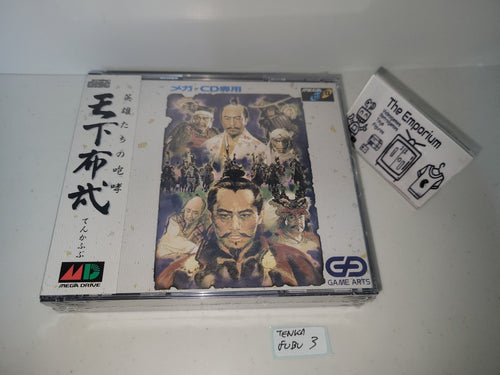 英雄たちの咆哮
天下布武
てんかふぶ
MEGA DRIVE
メガ-CD専用
MEGA
GAME ARTS
The Emporium
TENKA
FUBU 3